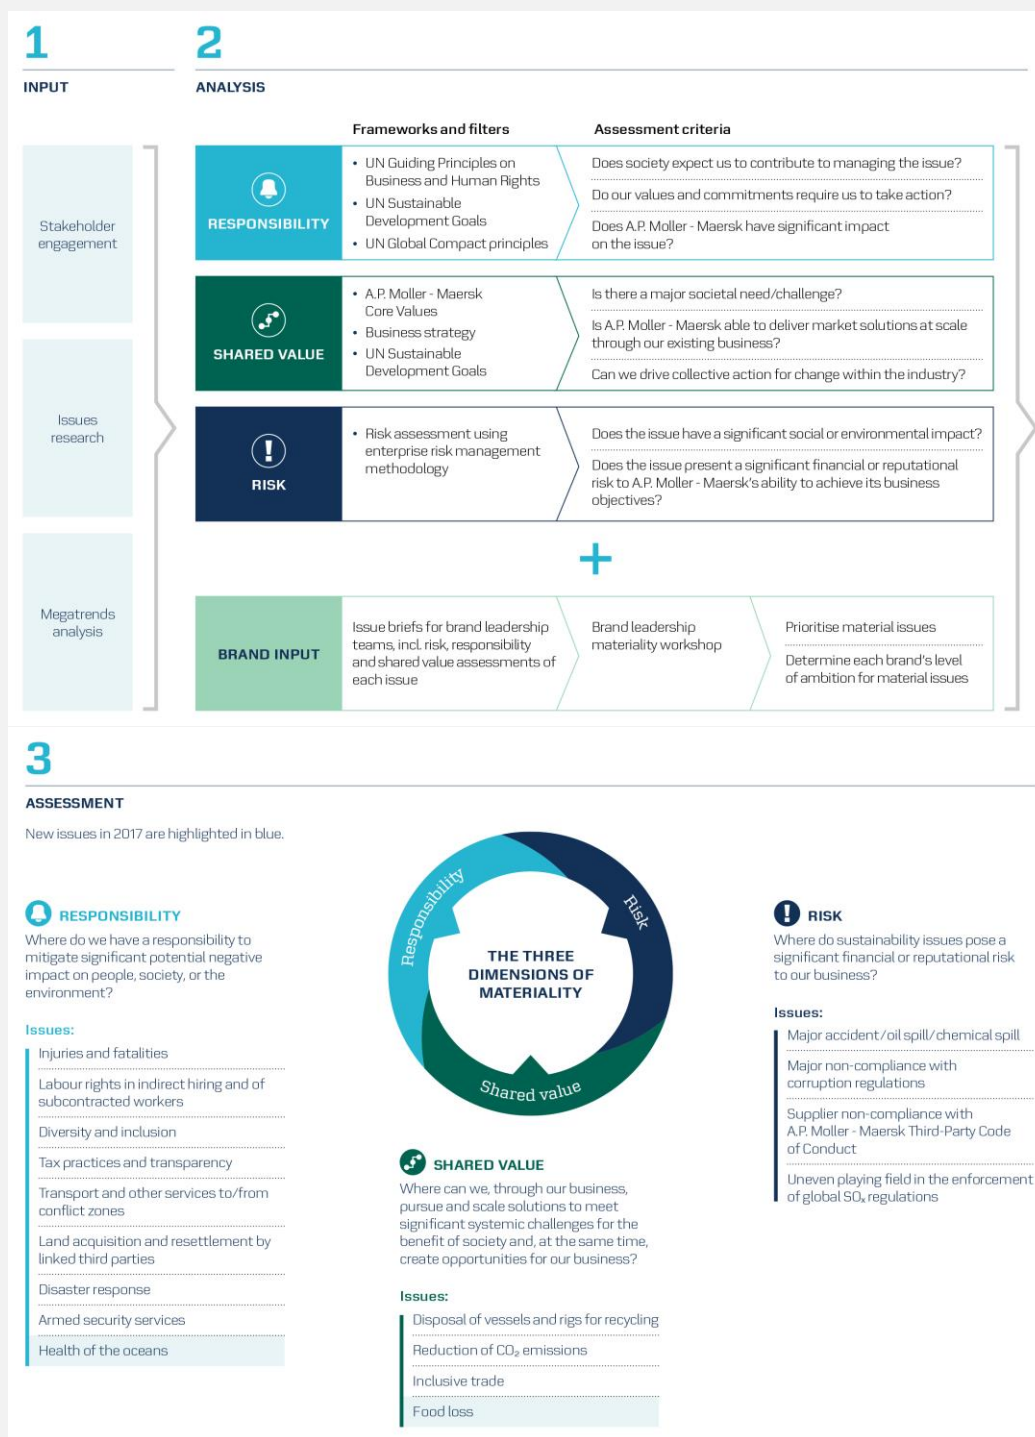 1
INPUT
Stakeholder
engagement
Issues
research
Megatrends
analysis
2
ANALYSIS
Frameworks and filters
Assessment criteria
RESPONSIBILITY
• UN Guiding Principles on
Business and Human Rights
• UN Sustainable
Development Goals
• UN Global Compact principles
Does society expect us to contribute to managing the issue?
Do our values and commitments require us to take action?
Does A.P. Moller - Maersk have significant impact
on the issue?
SHARED VALUE
• A.P. Moller - Maersk
Core Values
• Business strategy
• UN Sustainable
Development Goals
Is there a major societal need/challenge?
Is A.P. Moller - Maersk able to deliver market solutions at scale
through our existing business?
Can we drive collective action for change within the industry?
RISK
• Risk assessment using
enterprise risk management
methodology
Does the issue have a significant social or environmental impact?
Does the issue present a significant financial or reputational
risk to A.P. Moller - Maersk's ability to achieve its business
objectives?
+
BRAND INPUT
Issue briefs for brand leadership
teams, incl. risk, responsibility
and shared value assessments of
each issue
Brand leadership
materiality workshop
Prioritise material issues
Determine each brand's level
of ambition for material issues
3
ASSESSMENT
New issues in 2017 are highlighted in blue.
RESPONSIBILITY
Where do we have a responsibility to
mitigate significant potential negative
impact on people, society, or the
environment?
Issues:
Injuries and fatalities
Labour rights in indirect hiring and of
subcontracted workers
Diversity and inclusion
Tax practices and transparency
Transport and other services to/from
conflict zones
Land acquisition and resettlement by
linked third parties
Disaster response
Armed security services
Health of the oceans
Responsibility
Risk
Shared value
THE THREE
DIMENSIONS OF
MATERIALITY
SHARED VALUE
Where can we, through our business,
pursue and scale solutions to meet
significant systemic challenges for the
benefit of society and, at the same time,
create opportunities for our business?
Issues:
Disposal of vessels and rigs for recycling
Reduction of CO₂ emissions
Inclusive trade
Food loss
RISK
Where do sustainability issues pose a
significant financial or reputational risk
to our business?
Issues:
Major accident/oil spill/chemical spill
Major non-compliance with
corruption regulations
Supplier non-compliance with
A.P. Moller - Maersk Third-Party Code
of Conduct
Uneven playing field in the enforcement
of global SOₓ regulations